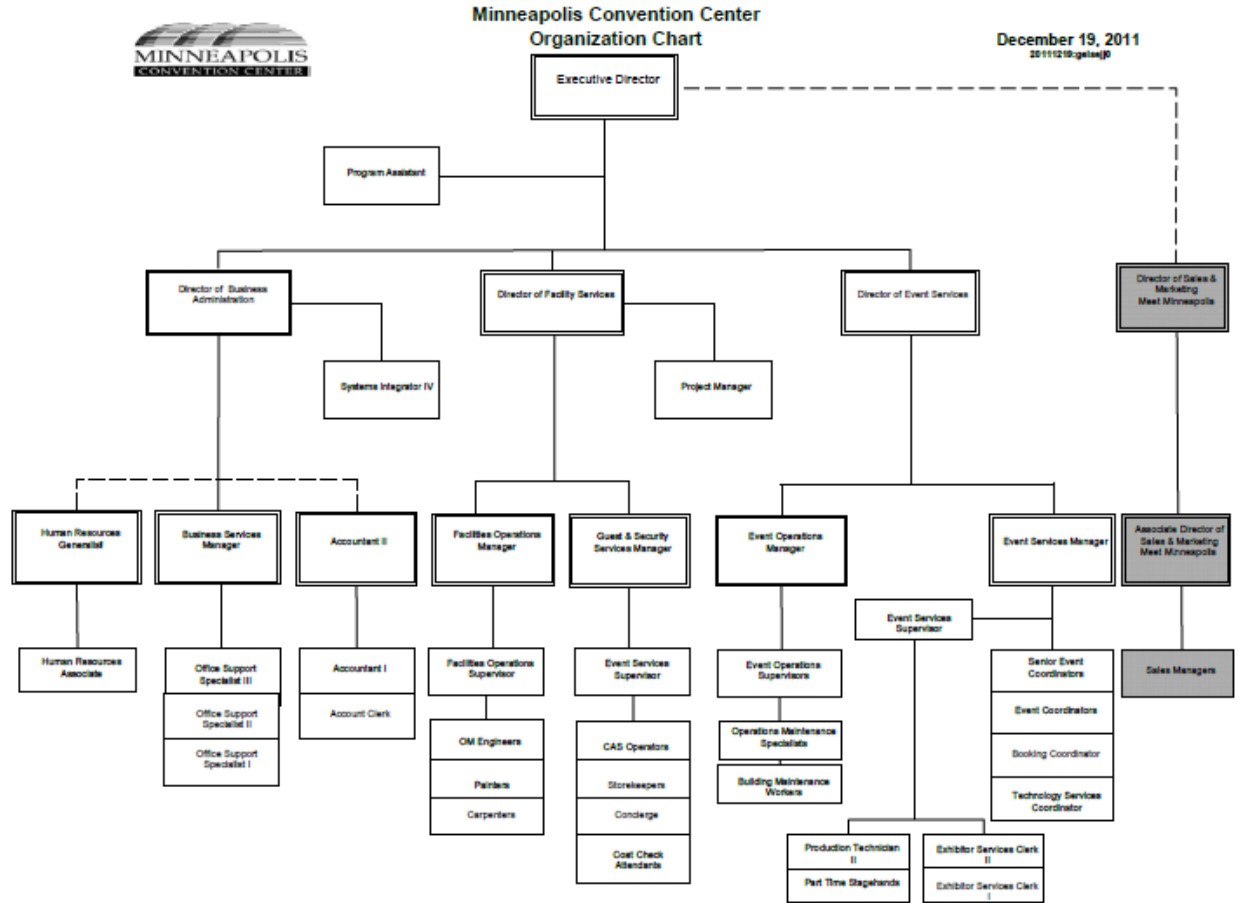 Minneapolis Convention Center
Organization Chart
MINNEAPOLIS
CONVENTION CENTER
December 19, 2011
Executive Director
Program Assistant
Director of Business
Administration
Director of Facility Services
Director of Event Services
Director of Sales &
Marketing
Meet Minneapolis
Systems Integrator IV
Project Manager
Human Resources
Generalist
Business Services
Manager
Accountant II
Facilities Operations
Manager
Guest & Security
Services Manager
Event Operations
Manager
Event Services Manager
Associate Director of
Sales & Marketing
Meet Minneapolis
Event Services
Supervisor
Human Resources
Associate
Office Support
Specialist III
Office Support
Specialist II
Office Support
Specialist I
Accountant I
Account Clerk
Facilities Operations
Supervisor
OM Engineers
Painters
Carpenters
Event Services
Supervisor
CAS Operators
Storekeepers
Concierge
Coat Check
Attendants
Event Operations
Supervisors
Operations Maintenance
Specialists
Building Maintenance
Workers
Senior Event
Coordinators
Event Coordinators
Booking Coordinator
Technology Services
Coordinator
Sales Managers
Production Technician
II
Part Time Stagehands
Exhibitor Services Clerk
II
Exhibitor Services Clerk
I